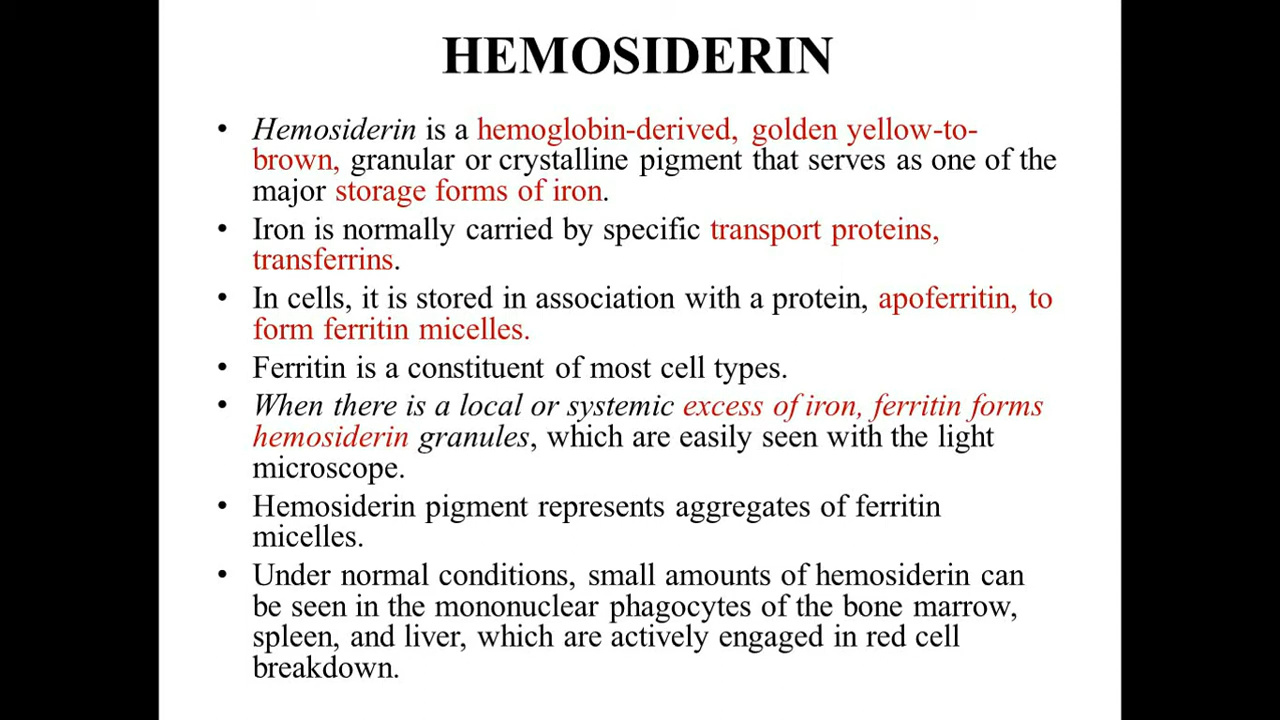 HEMOSIDERIN
• Hemosiderin is a hemoglobin-derived, golden yellow-to-
brown, granular or crystalline pigment that serves as one of the
major storage forms of iron.
• Iron is normally carried by specific transport proteins,
transferrins.
• In cells, it is stored in association with a protein, apoferritin, to
form ferritin micelles.
• Ferritin is a constituent of most cell types.
• When there is a local or systemic excess of iron, ferritin forms
hemosiderin granules, which are easily seen with the light
microscope.
• Hemosiderin pigment represents aggregates of ferritin
micelles.
• Under normal conditions, small amounts of hemosiderin can
be seen in the mononuclear phagocytes of the bone marrow,
spleen, and liver, which are actively engaged in red cell
breakdown.